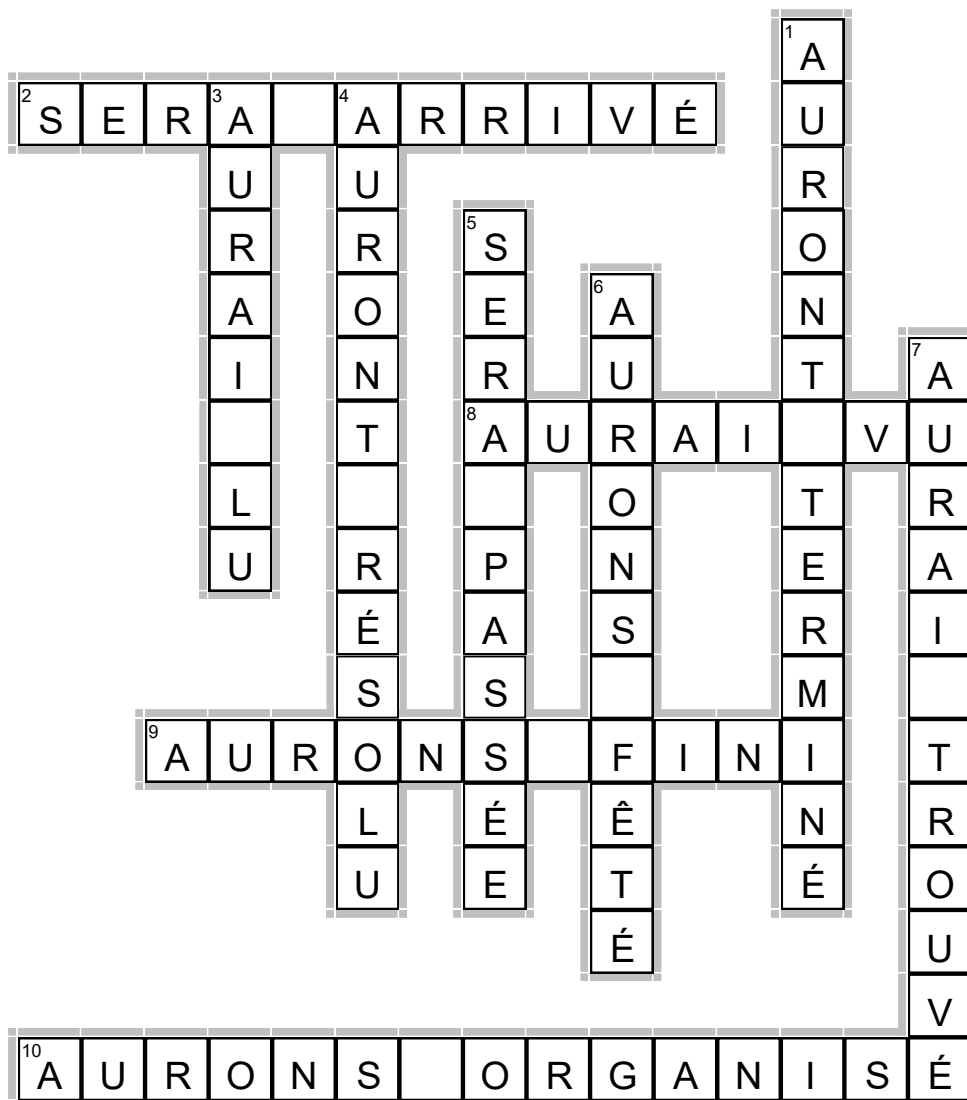 1 AURONT TERMINÉ
2 SERA ARRIVÉ
3 AURAI LU
4 AURONT RÉSOLU
5 SERA PASSÉE
6 AURONS FÊTÉ
7 AURAI TROUVÉ
8 AURAI VU
9 AURONS FINI
10 AURONS ORGANISÉ